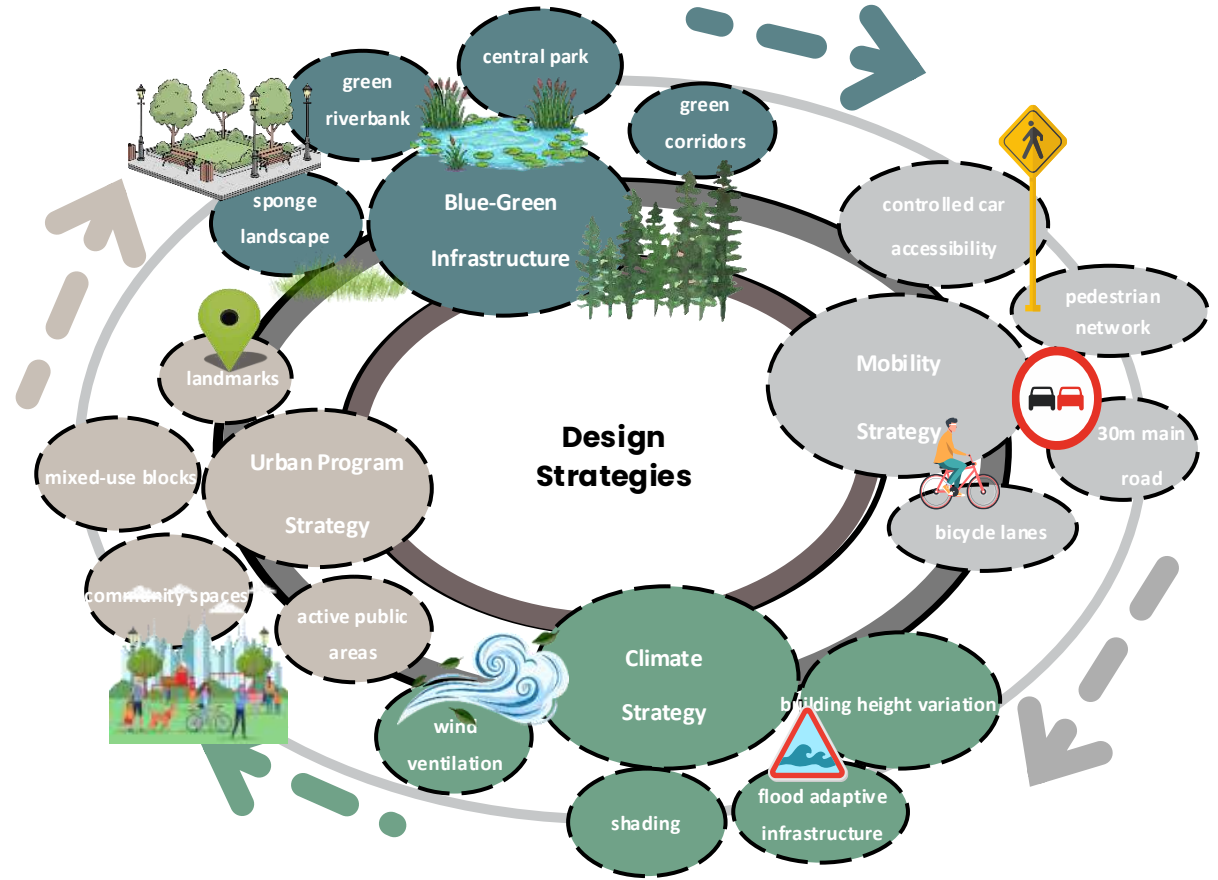 central park
green
riverbank
green
corridors
sponge
landscape
Blue-Green
Infrastructure
controlled car
accessibility
pedestrian
network
Mobility
Strategy
30m main
road
bicycle lanes
landmarks
mixed-use blocks
Urban Program
Strategy
community spaces
active public
areas
Design
Strategies
Climate
Strategy
building height variation
wind
ventilation
flood adaptive
infrastructure
shading